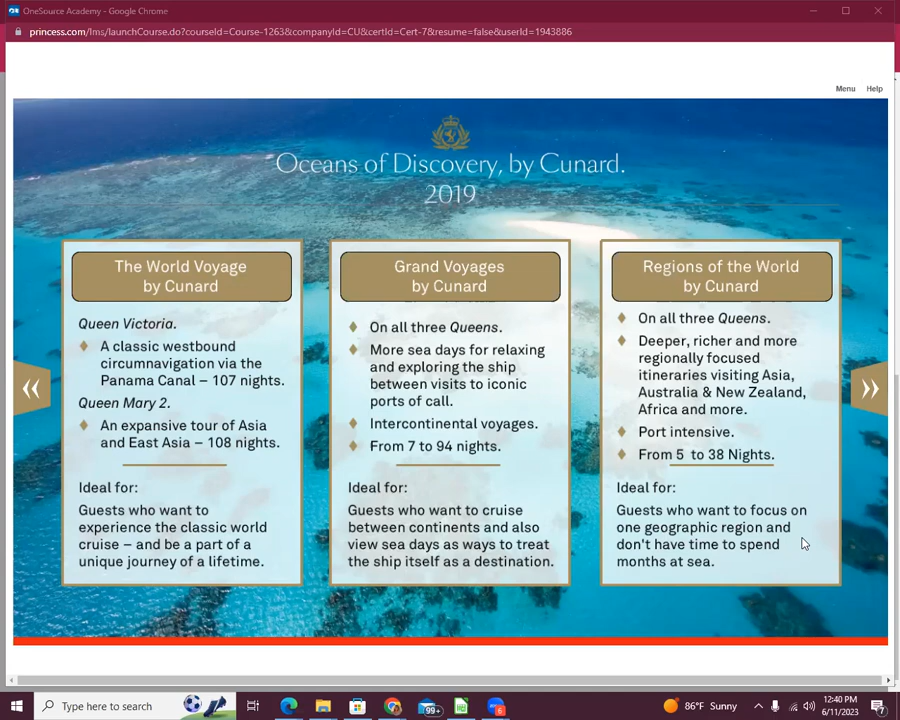 OneSource Academy - Google Chrome
princess.com/lms/launchCourse.do?courseId=Course-1263&companyId=CU&certId=Cert-7&resume=false&userId=1943886
Menu Help
Oceans of Discovery, by Cunard.
2019
The World Voyage
by Cunard
Queen Victoria.
A classic westbound
circumnavigation via the
Panama Canal – 107 nights.
Queen Mary 2.
An expansive tour of Asia
and East Asia – 108 nights.
Ideal for:
Guests who want to
experience the classic world
cruise – and be a part of a
unique journey of a lifetime.
Grand Voyages
by Cunard
On all three Queens.
More sea days for relaxing
and exploring the ship
between visits to iconic
ports of call.
Intercontinental voyages.
From 7 to 94 nights.
Ideal for:
Guests who want to cruise
between continents and also
view sea days as ways to treat
the ship itself as a destination.
Regions of the World
by Cunard
On all three Queens.
Deeper, richer and more
regionally focused
itineraries visiting Asia,
Australia & New Zealand,
Africa and more.
Port intensive.
From 5 to 38 Nights.
Ideal for:
Guests who want to focus on
one geographic region and
don't have time to spend
months at sea.
Type here to search
99+
6
86°F Sunny
12:40 PM
6/11/2023
7